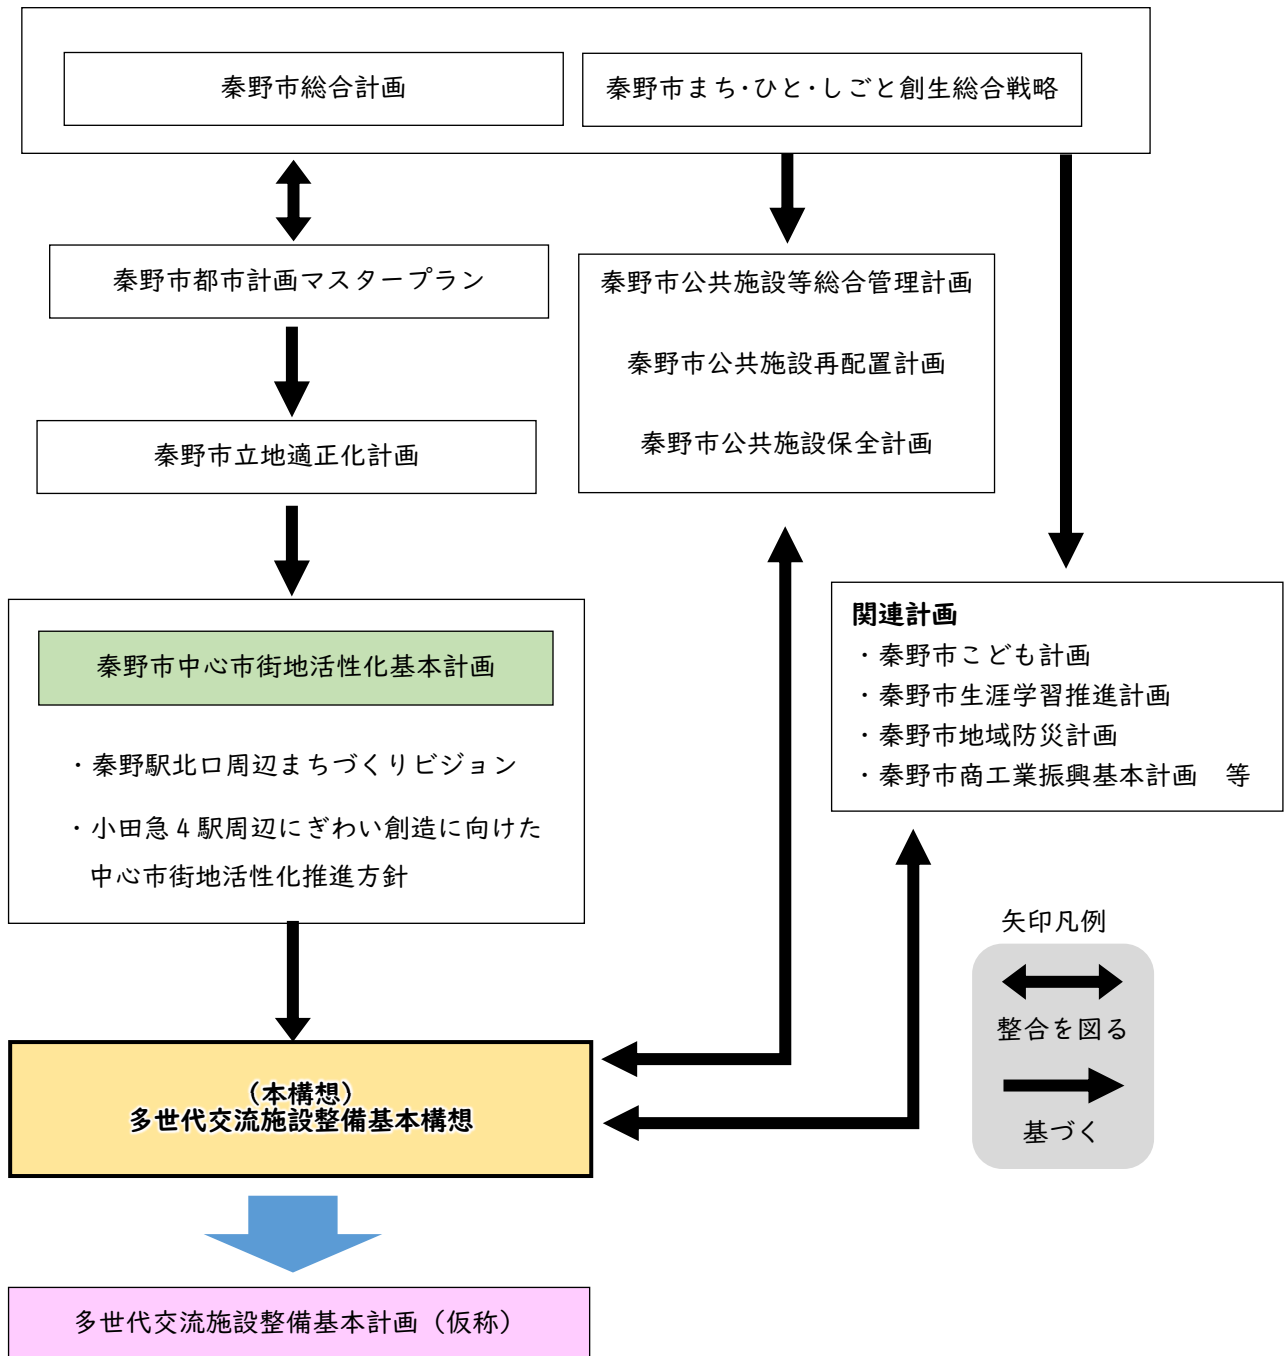 秦野市総合計画
秦野市まち・ひと・しごと創生総合戦略
秦野市都市計画マスタープラン
秦野市公共施設等総合管理計画
秦野市公共施設再配置計画
秦野市公共施設保全計画
秦野市立地適正化計画
関連計画
・秦野市こども計画
・秦野市生涯学習推進計画
・秦野市地域防災計画
・秦野市商工業振興基本計画　等
秦野市中心市街地活性化基本計画
・秦野駅北口周辺まちづくりビジョン
・小田急4駅周辺にぎわい創造に向けた
中心市街地活性化推進方針
矢印凡例
整合を図る
基づく
（本構想）
多世代交流施設整備基本構想
多世代交流施設整備基本計画（仮称）